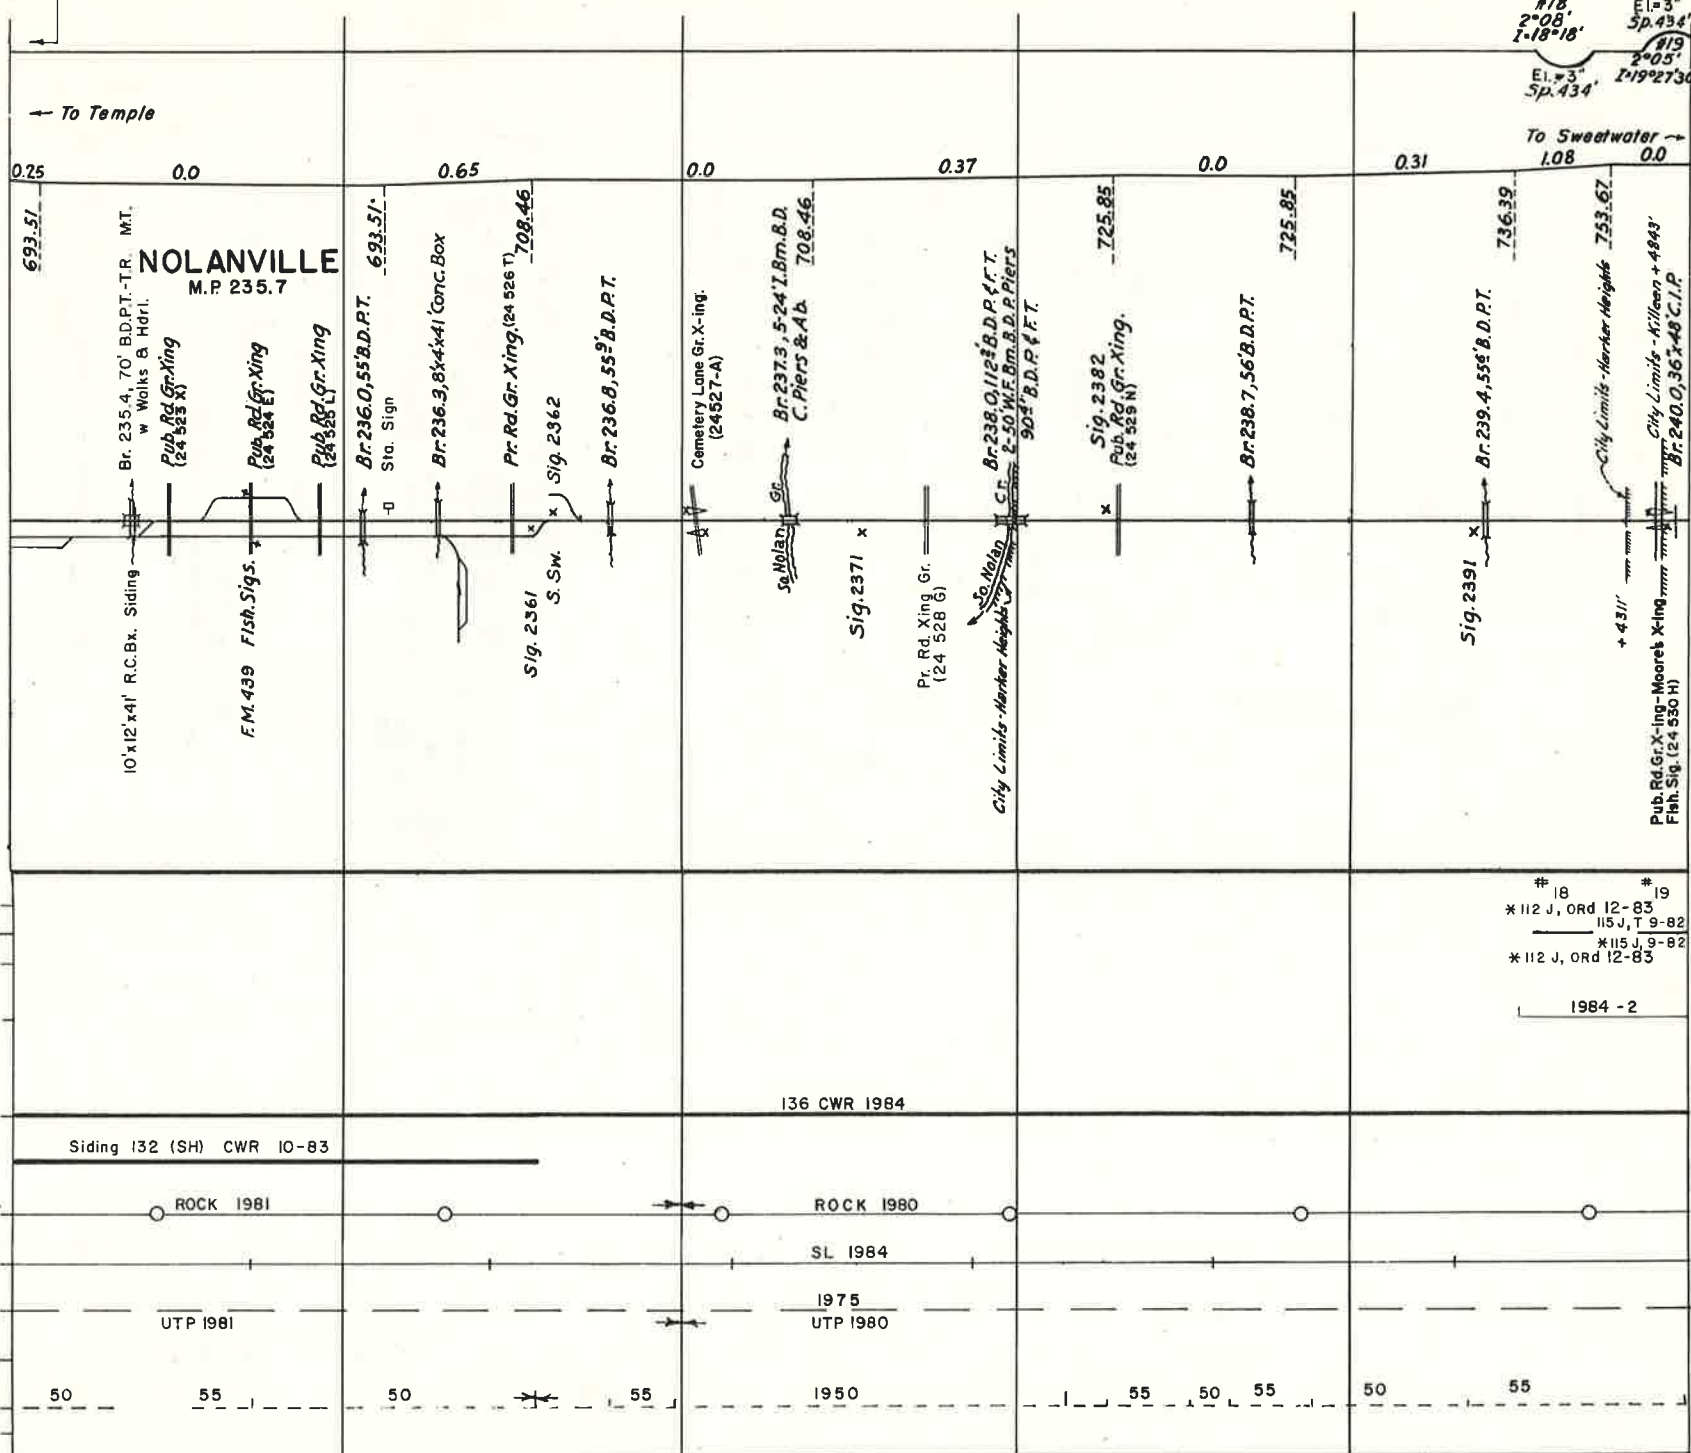 #18
2°08'
I=18°18'
El.=3"
Sp.434'
#19
2°05'
I=19°27'30
El.=3"
Sp.434'
← To Temple
To Sweetwater →
0.25
0.0
0.65
0.0
0.37
0.0
0.31
1.08
0.0
693.51
693.51
708.46
708.46
725.85
725.85
736.39
753.67
NOLANVILLE
M.P. 235.7
Br. 235.4, 70' B.D.P.T.-T.R. M.T.
w Walks & Hdrl.
Pub. Rd. Gr. Xing
(24 523 X)
Pub. Rd. Gr. Xing
(24 524 E)
Pub. Rd. Gr. Xing
(24 525 L)
Br. 236.0, 55' B.D.P.T.
Sta. Sign
Br. 236.3, 8'x4'x41' Conc. Box
Pr. Rd. Gr. Xing. (24 526 T)
Sig. 2362
Br. 236.8, 55⁹' B.D.P.T.
Cemetery Lane Gr. X-ing.
(24527-A)
Br. 237.3, 5-24' I.Bm.B.D.
C. Piers & Ab.
So. Nolan Gr.
Br. 238.0, 112² B.D.P. & F.T.
2-50' W.F. Bm. B.D.P. Piers
B.D.P. & F.T.
So. Nolan Cr.
Sig. 2382
Pub. Rd. Gr. Xing.
(24 529 N)
Br. 238.7, 56' B.D.P.T.
Br. 239.4, 55⁶' B.D.P.T.
City Limits-Harker Heights
City Limits - Killeen + 4843'
Br. 240.0, 36"x48' C.I.P.
10'x12'x41' R.C.Bx. Siding
F.M. 439 Flsh. Sigs.
Sig. 2361
S. Sw.
Sig. 2371
Pr. Rd. Xing Gr.
(24 528 G)
City Limits-Harker Heights
Sig. 2391
+ 4311'
Pub. Rd. Gr. X-ing-Moore's X-ing
Flsh. Sig. (24 530 H)
#18 #19
*112 J, ORd 12-83
115 J, T 9-82
*115 J, 9-82
*112 J, ORd 12-83
1984 -2
136 CWR 1984
Siding 132 (SH) CWR 10-83
ROCK 1981
ROCK 1980
SL 1984
1975
UTP 1981
UTP 1980
50 55 50 55 1950 55 50 55 50 55